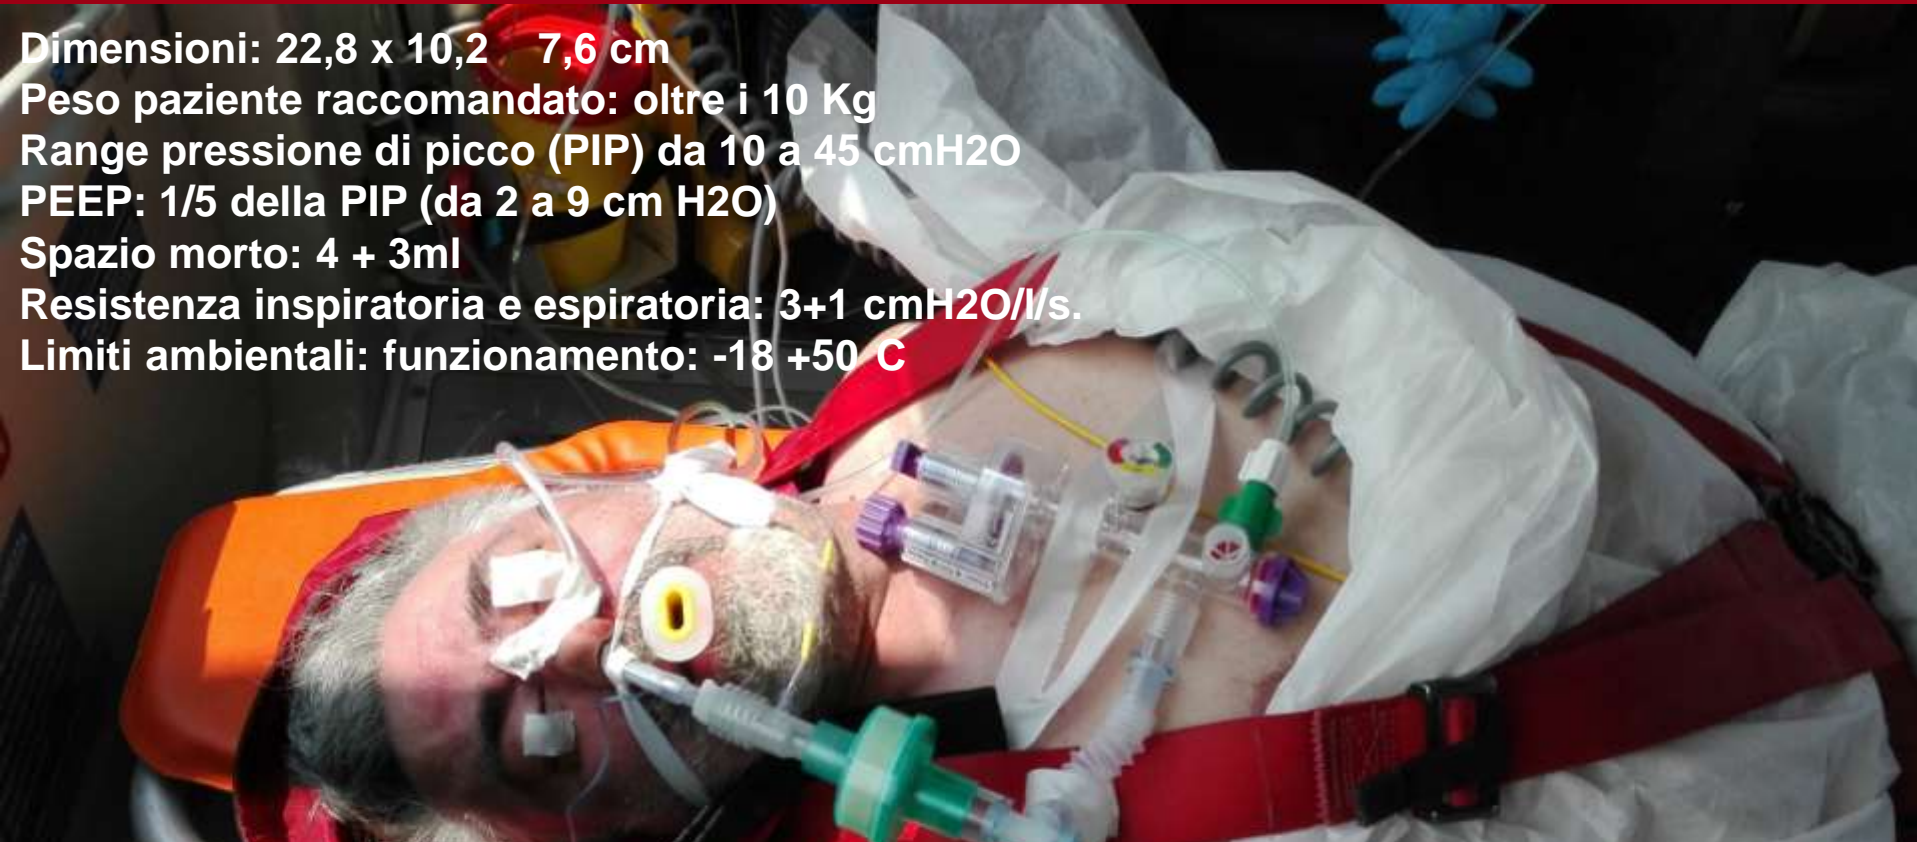 Dimensioni: 22,8 x 10,2 7,6 cm
Peso paziente raccomandato: oltre i 10 Kg
Range pressione di picco (PIP) da 10 a 45 cmH2O
PEEP: 1/5 della PIP (da 2 a 9 cm H2O)
Spazio morto: 4 + 3ml
Resistenza inspiratoria e espiratoria: 3+1 cmH2O/l/s.
Limiti ambientali: funzionamento: -18 +50 C